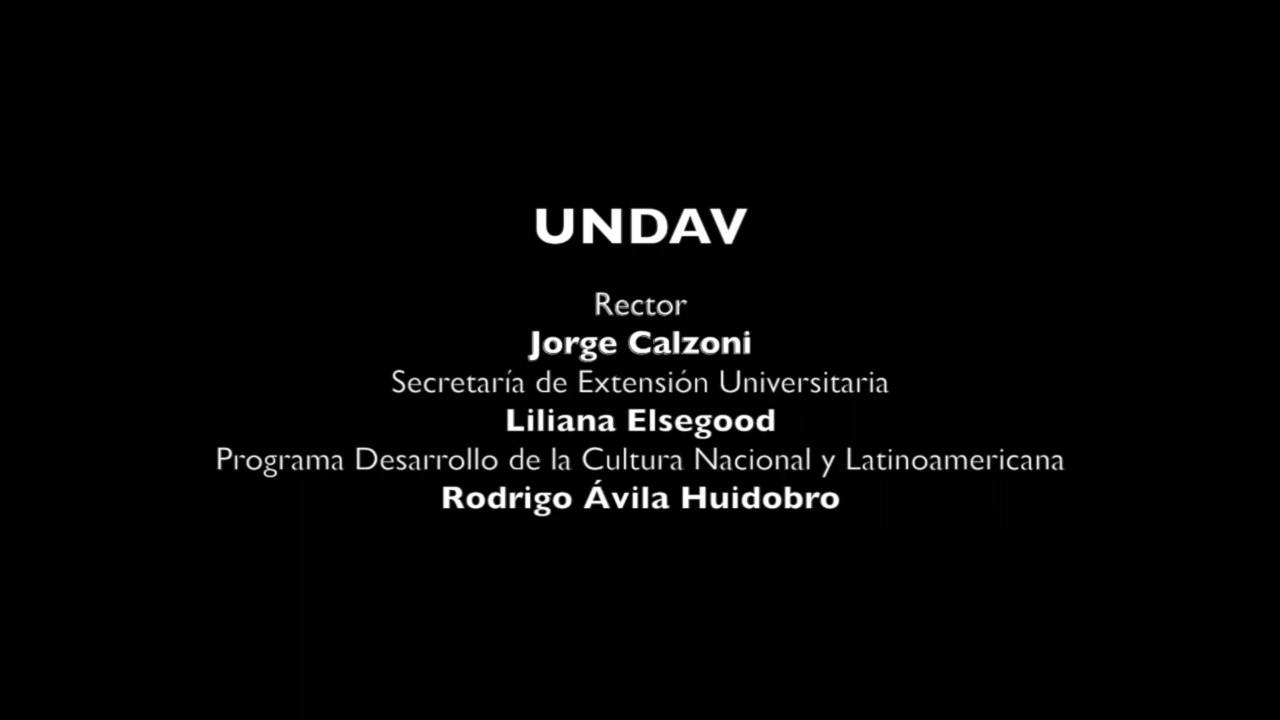 UNDAV
Rector
Jorge Calzoni
Secretaría de Extensión Universitaria
Liliana Elsegood
Programa Desarrollo de la Cultura Nacional y Latinoamericana
Rodrigo Ávila Huidobro